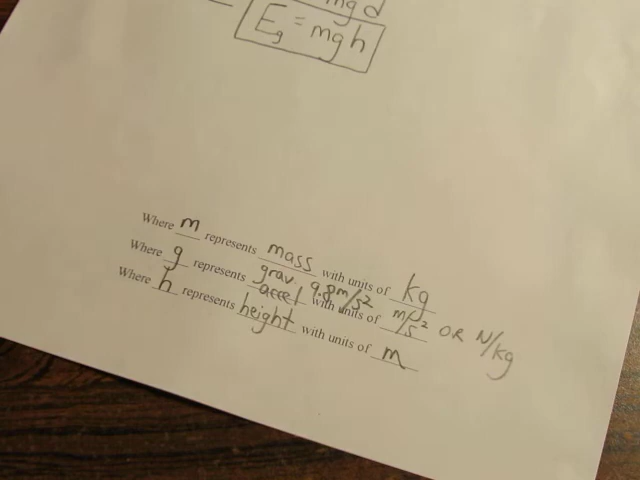 mgd
Eg = mgh
Where m represents mass with units of kg
Where g represents grav. accel 9.8m/s² with units of m/s² OR N/kg
Where h represents height with units of m